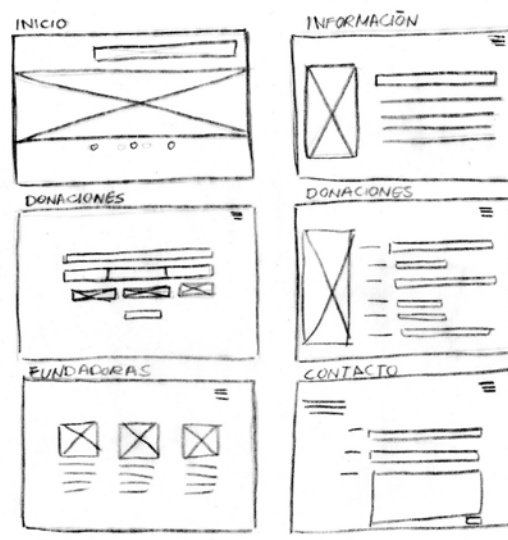 INICIO
INFORMACIÓN
DONACIONES
DONACIONES
FUNDADORAS
CONTACTO